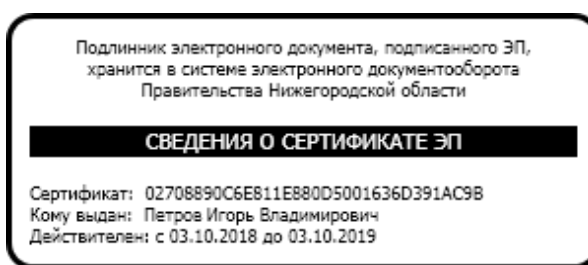 Подлинник электронного документа, подписанного ЭП,
хранится в системе электронного документооборота
Правительства Нижегородской области
СВЕДЕНИЯ О СЕРТИФИКАТЕ ЭП
Сертификат: 02708890C6E811E880D5001636D391AC9B
Кому выдан: Петров Игорь Владимирович
Действителен: с 03.10.2018 до 03.10.2019